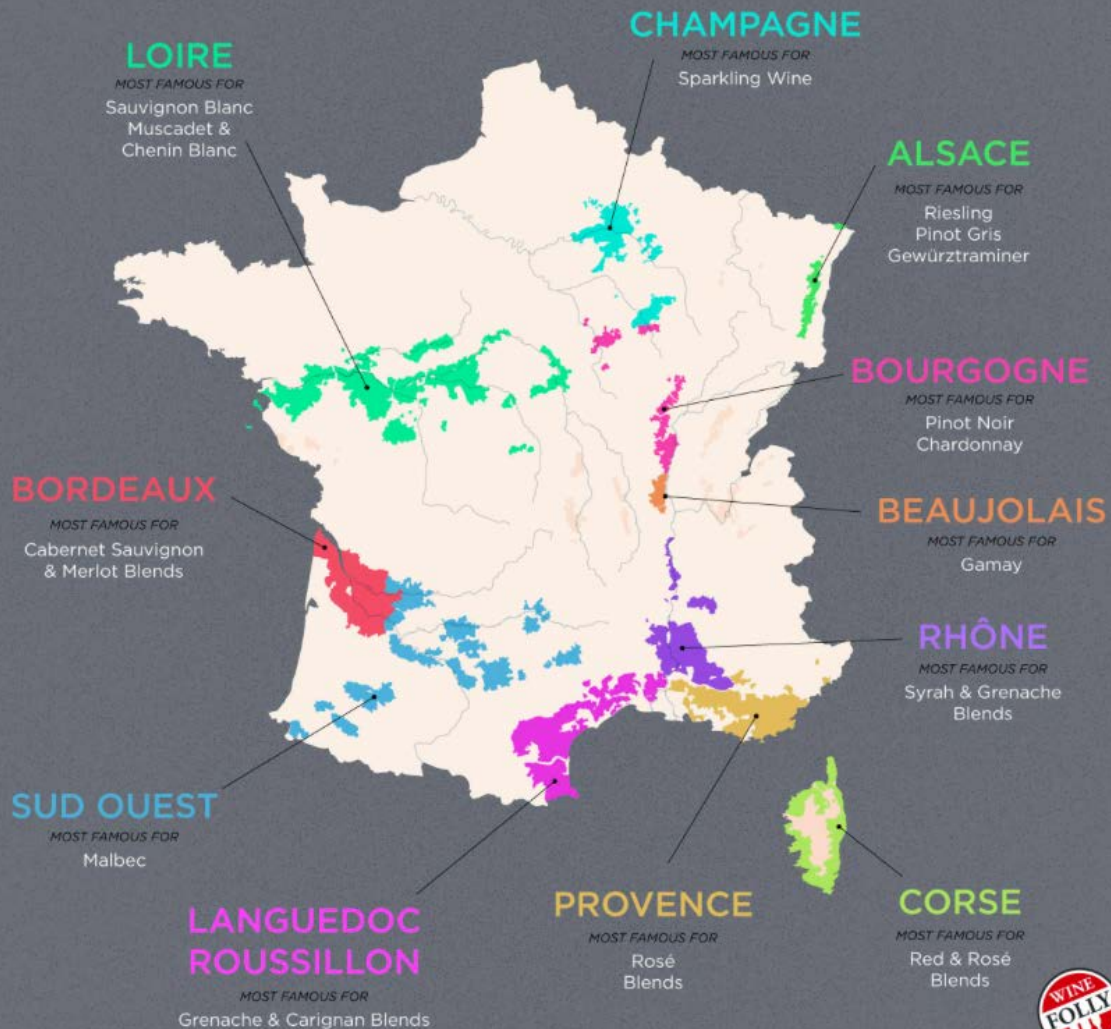 CHAMPAGNE
MOST FAMOUS FOR
Sparkling Wine
LOIRE
MOST FAMOUS FOR
Sauvignon Blanc
Muscadet &
Chenin Blanc
ALSACE
MOST FAMOUS FOR
Riesling
Pinot Gris
Gewürztraminer
BOURGOGNE
MOST FAMOUS FOR
Pinot Noir
Chardonnay
BORDEAUX
MOST FAMOUS FOR
Cabernet Sauvignon
& Merlot Blends
BEAUJOLAIS
MOST FAMOUS FOR
Gamay
RHÔNE
MOST FAMOUS FOR
Syrah & Grenache
Blends
SUD OUEST
MOST FAMOUS FOR
Malbec
LANGUEDOC
ROUSSILLON
MOST FAMOUS FOR
Grenache & Carignan Blends
PROVENCE
MOST FAMOUS FOR
Rosé
Blends
CORSE
MOST FAMOUS FOR
Red & Rosé
Blends
WINE
FOLLY